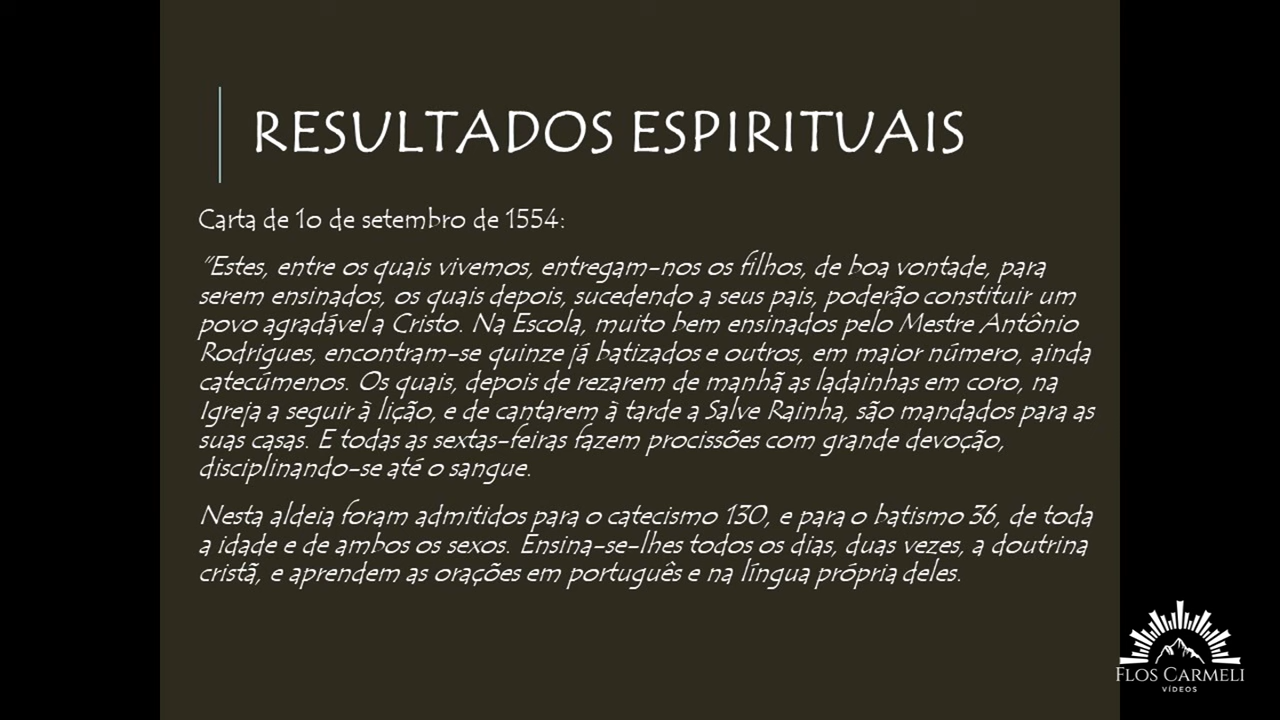 RESULTADOS ESPIRITUAIS
Carta de 1o de setembro de 1554:
“Estes, entre os quais vivemos, entregam-nos os filhos, de boa vontade, para
serem ensinados, os quais depois, sucedendo a seus pais, poderão constituir um
povo agradável a Cristo. Na Escola, muito bem ensinados pelo Mestre Antônio
Rodrigues, encontram-se quinze já batizados e outros, em maior número, ainda
catecúmenos. Os quais, depois de rezarem de manhã as ladainhas em coro, na
Igreja a seguir à lição, e de cantarem à tarde a Salve Rainha, são mandados para as
suas casas. E todas as sextas-feiras fazem procissões com grande devoção,
disciplinando-se até o sangue.
Nesta aldeia foram admitidos para o catecismo 130, e para o batismo 36, de toda
a idade e de ambos os sexos. Ensina-se-lhes todos os dias, duas vezes, a doutrina
cristã, e aprendem as orações em português e na língua própria deles.
FLOS CARMELI
VÍDEOS